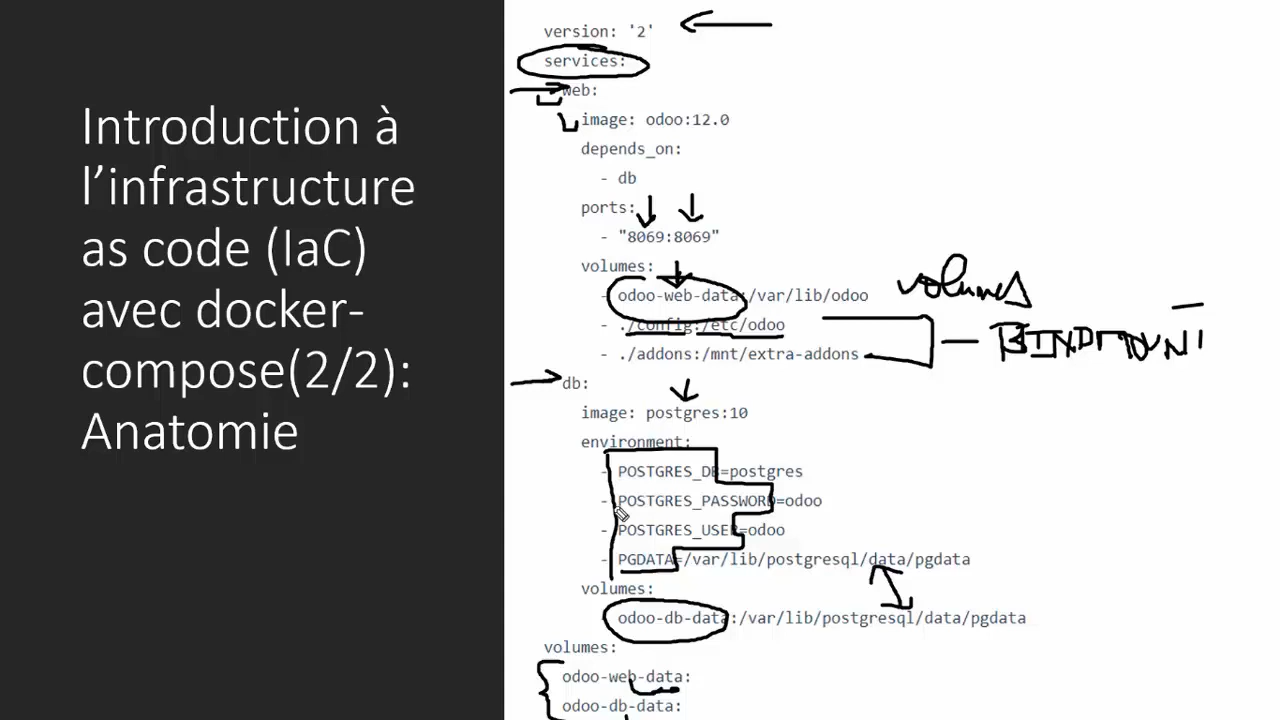 Introduction à
l'infrastructure
as code (IaC)
avec docker-
compose(2/2):
Anatomie
version: '2'
services:
web:
image: odoo:12.0
depends_on:
- db
ports:
- "8069:8069"
volumes:
- odoo-web-data:/var/lib/odoo
volumes
- ./config:/etc/odoo
- ./addons:/mnt/extra-addons
BINDMOUNT
db:
image: postgres:10
environment:
- POSTGRES_DB=postgres
- POSTGRES_PASSWORD=odoo
- POSTGRES_USER=odoo
- PGDATA=/var/lib/postgresql/data/pgdata
volumes:
- odoo-db-data:/var/lib/postgresql/data/pgdata
volumes:
odoo-web-data:
odoo-db-data: